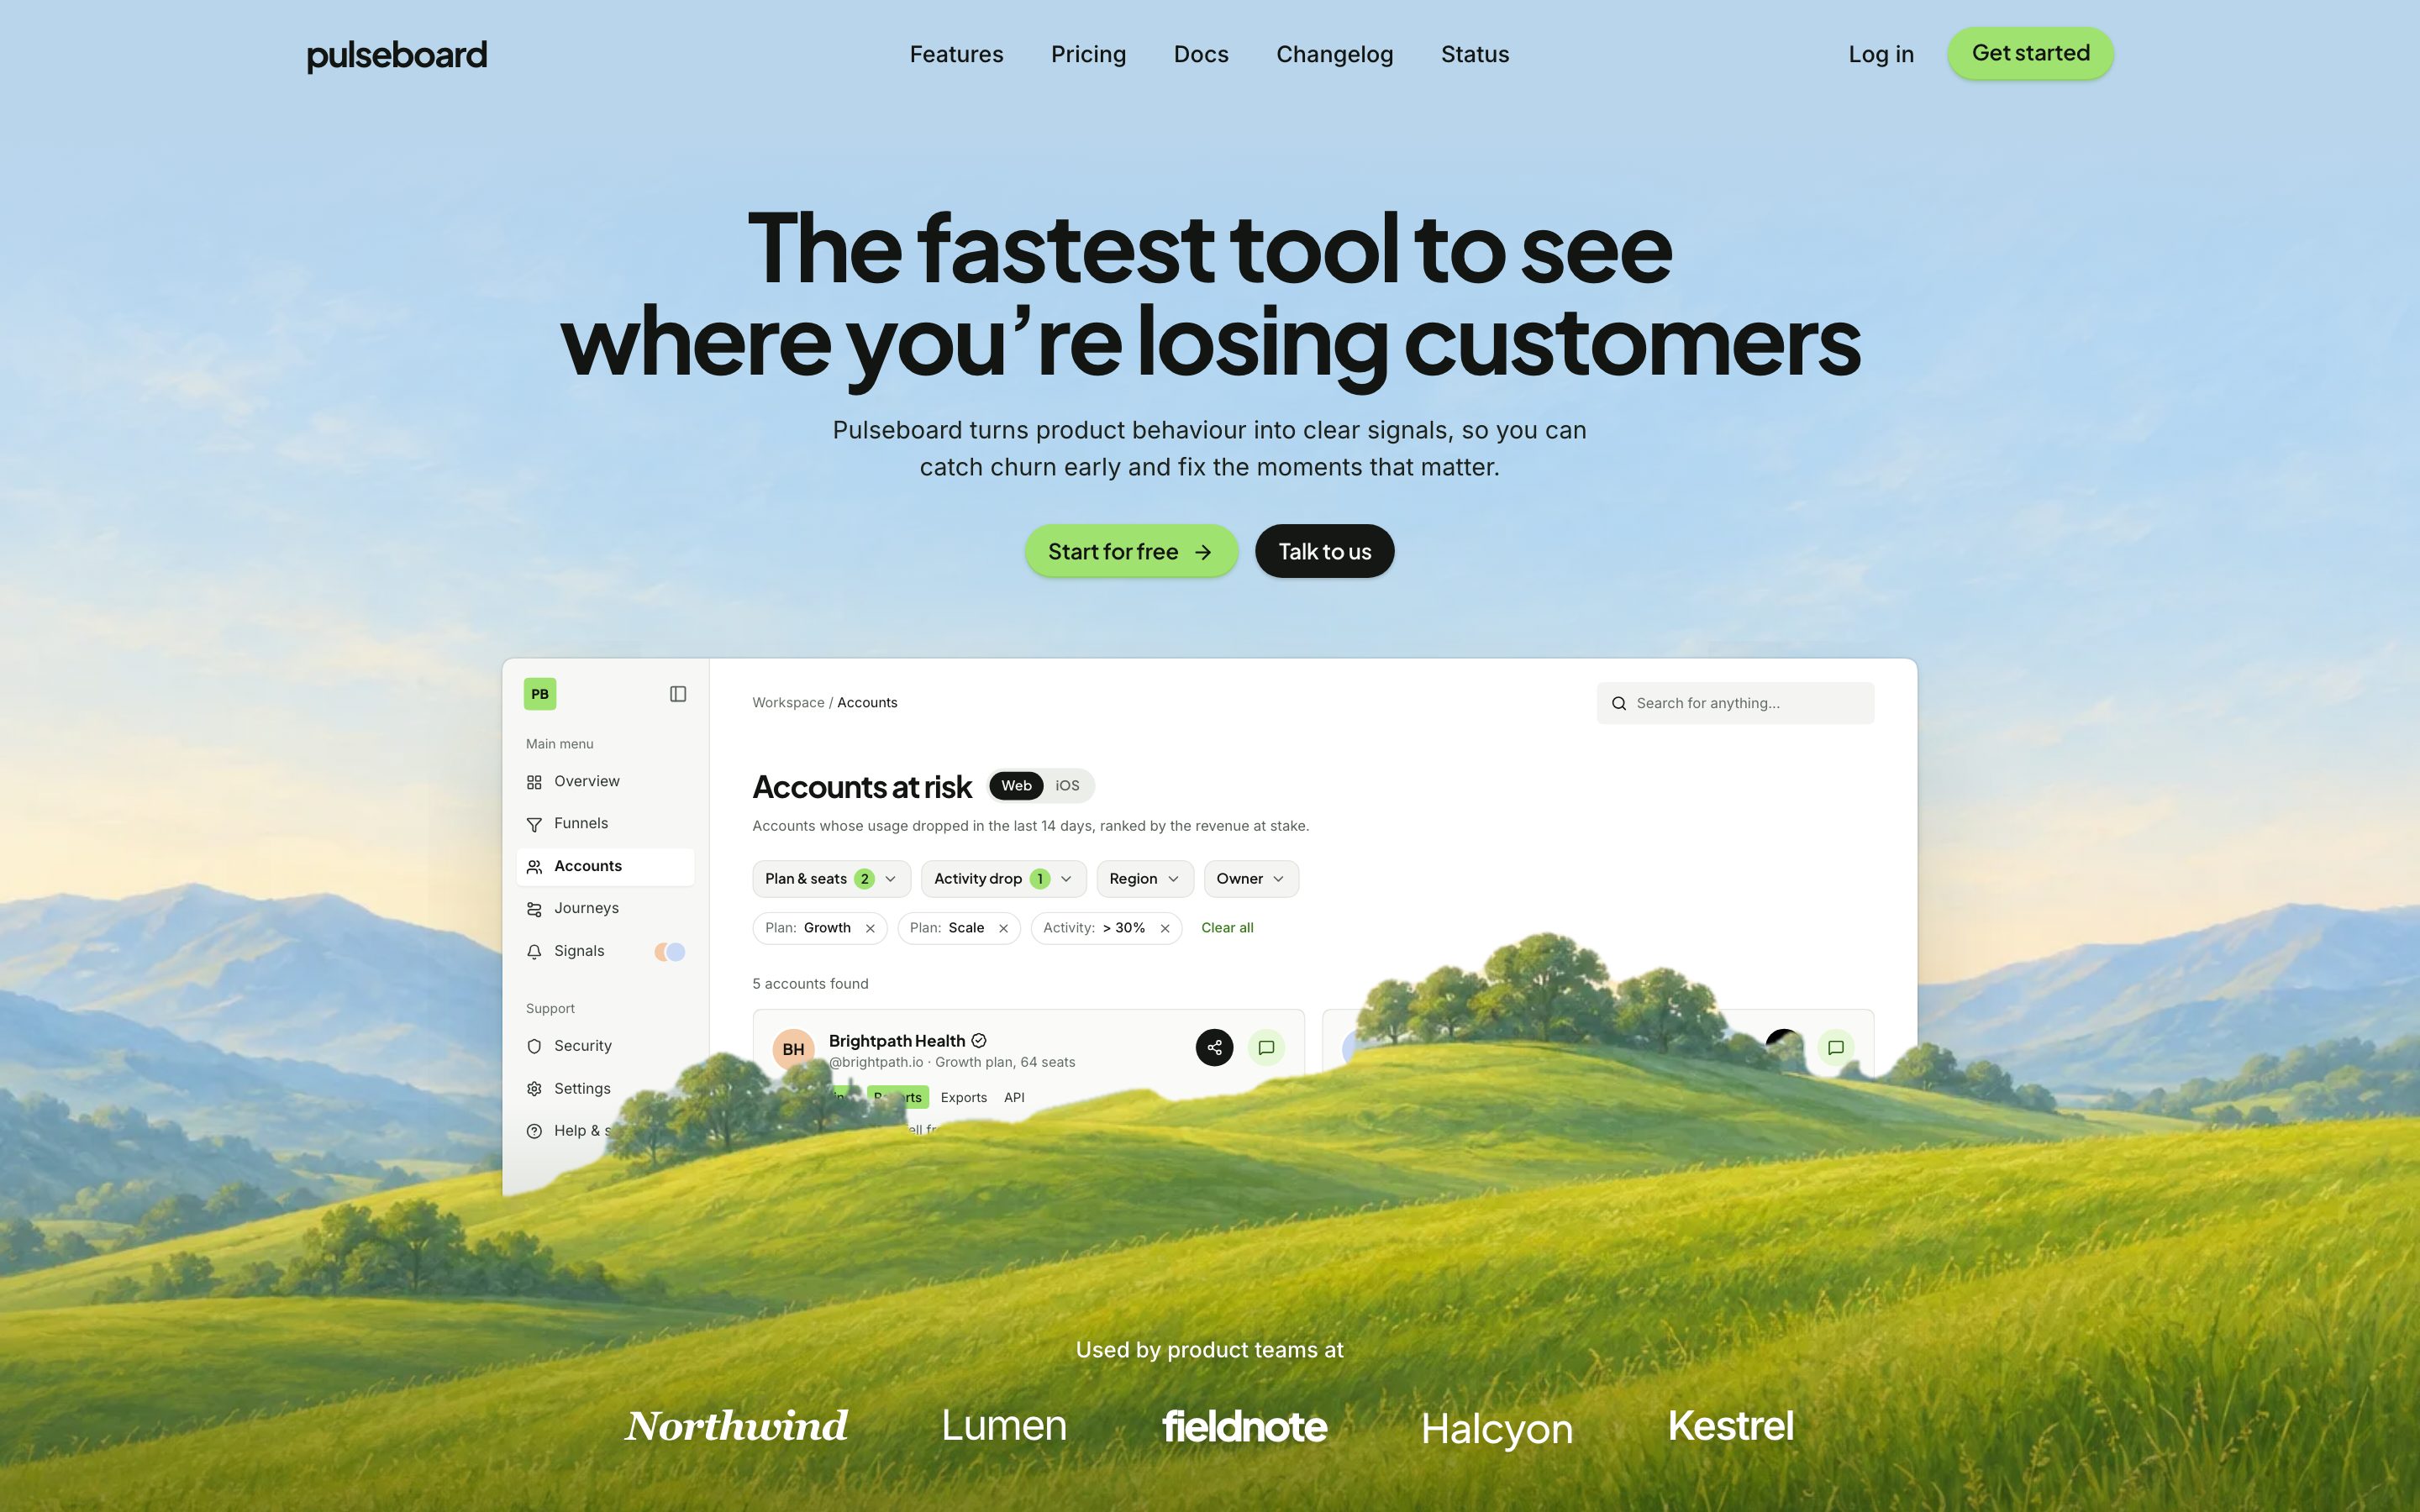 pulseboard
Features Pricing Docs Changelog Status
Log in Get started
The fastest tool to see
where you’re losing customers
Pulseboard turns product behaviour into clear signals, so you can
catch churn early and fix the moments that matter.
Start for free Talk to us
PB
Main menu
Overview
Funnels
Accounts
Journeys
Signals
Support
Security
Settings
Help &
Workspace / Accounts
Search for anything...
Accounts at risk Web iOS
Accounts whose usage dropped in the last 14 days, ranked by the revenue at stake.
Plan & seats 2 Activity drop 1 Region Owner
Plan: Growth Plan: Scale Activity: > 30% Clear all
5 accounts found
BH Brightpath Health
@brightpath.io · Growth plan, 64 seats
Exports API
Used by product teams at
Northwind Lumen fieldnote Halcyon Kestrel